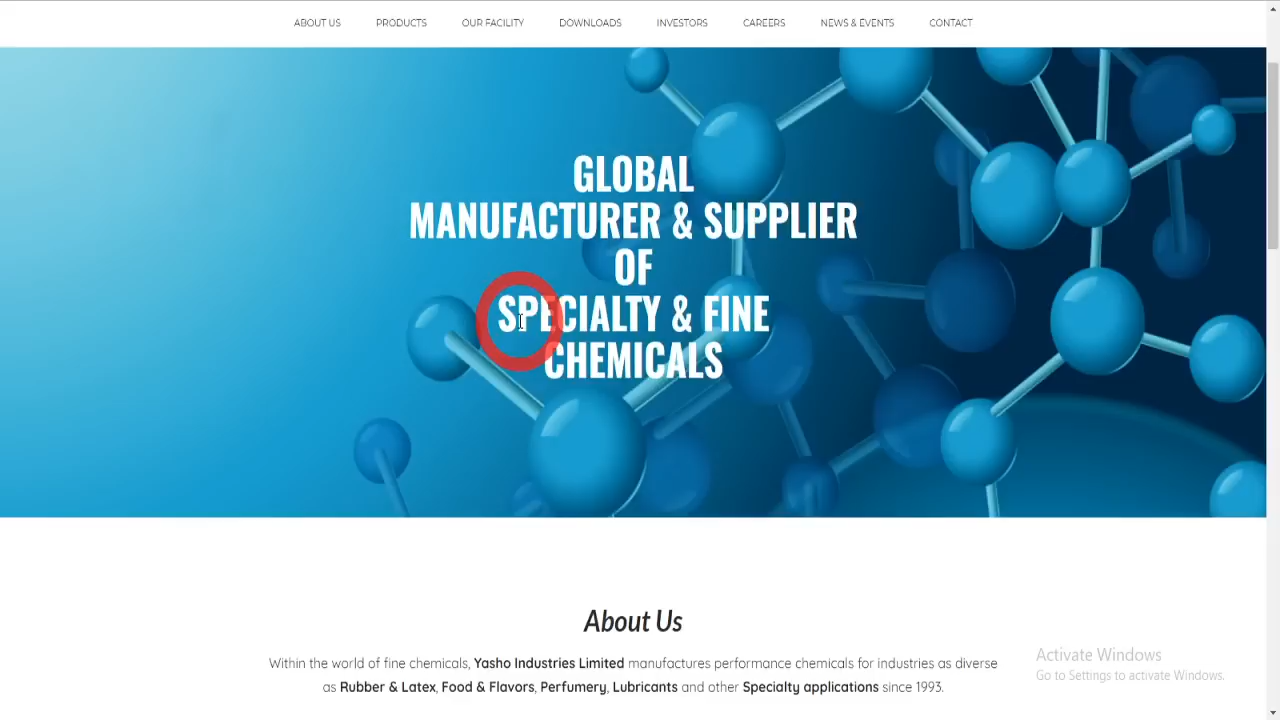 ABOUT US PRODUCTS OUR FACILITY DOWNLOADS INVESTORS CAREERS NEWS & EVENTS CONTACT
GLOBAL
MANUFACTURER & SUPPLIER
OF
SPECIALTY & FINE
CHEMICALS
About Us
Within the world of fine chemicals, Yasho Industries Limited manufactures performance chemicals for industries as diverse
as Rubber & Latex, Food & Flavors, Perfumery, Lubricants and other Specialty applications since 1993.
Activate Windows
Go to Settings to activate Windows.